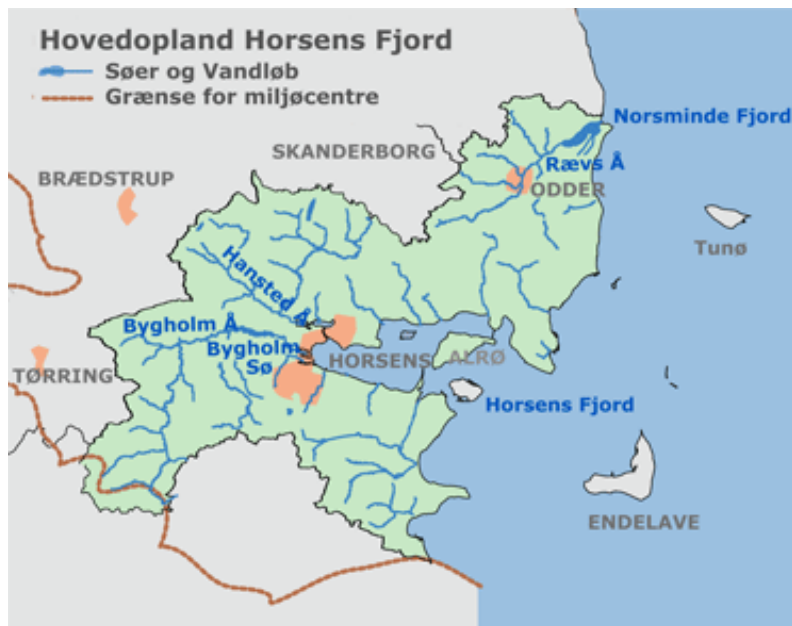 Hovedopland Horsens Fjord
Søer og Vandløb
Grænse for miljøcentre
Norsminde Fjord
SKANDERBORG
Rævs Å
BRÆDSTRUP
ODDER
Tunø
Hansted Å
Bygholm Å
Bygholm
Sø
HORSENS
ALRØ
TØRRING
Horsens Fjord
ENDELAVE